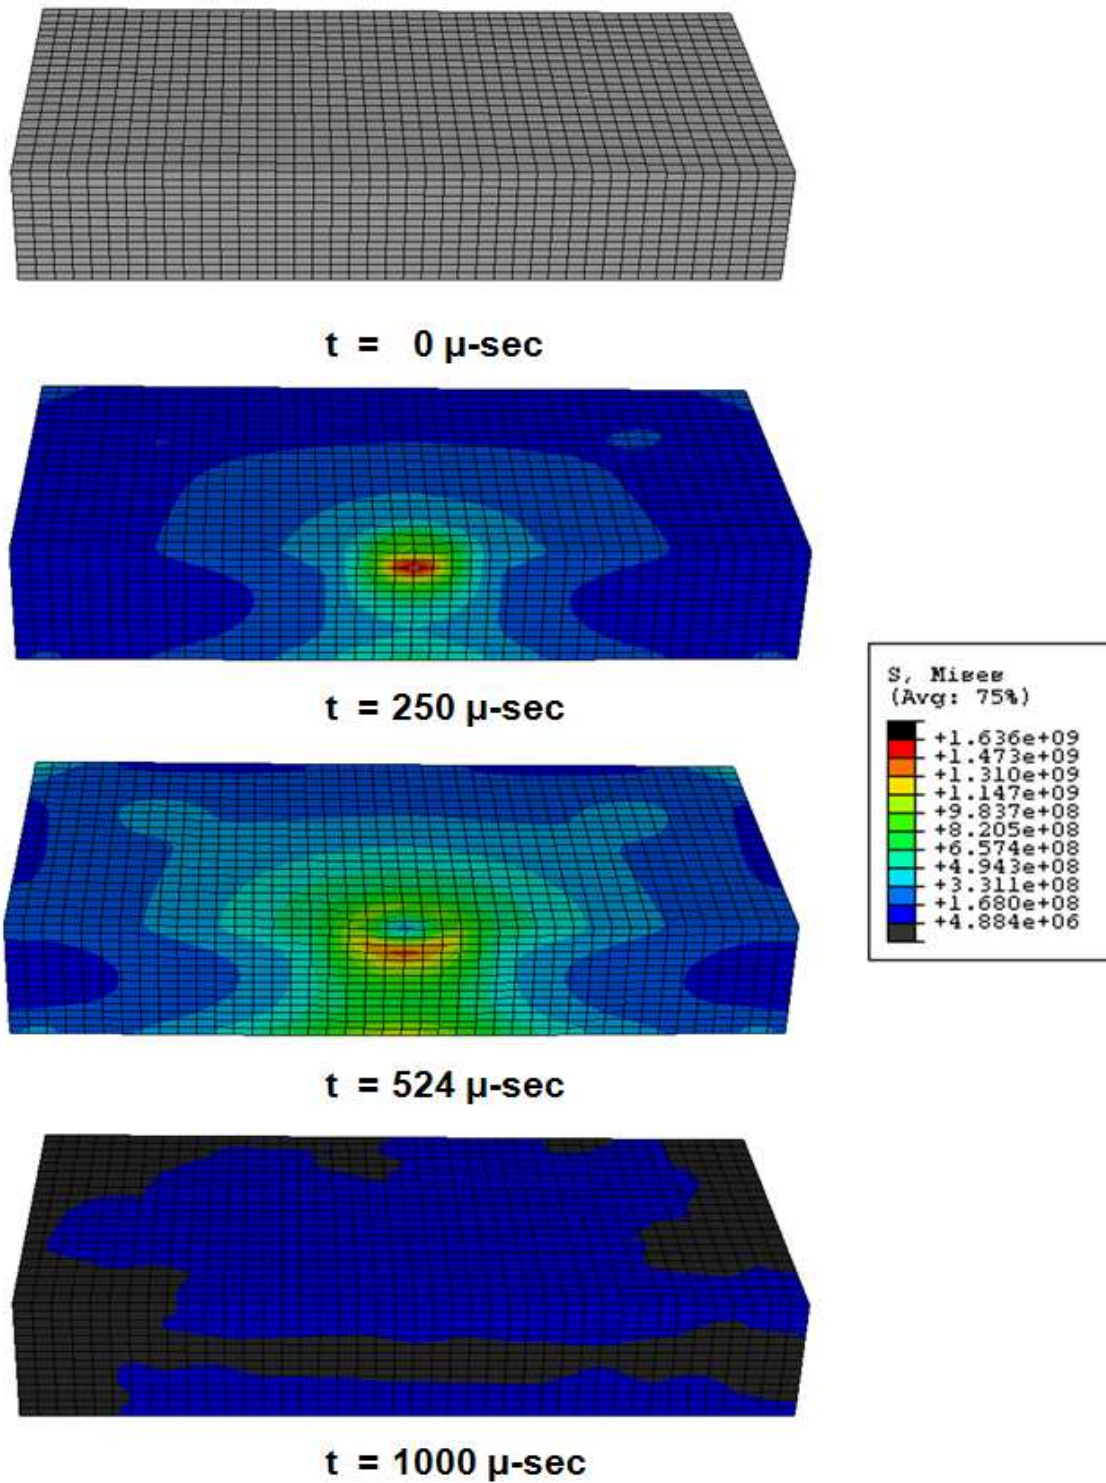 t = 0 μ-sec
t = 250 μ-sec
S, Mises
(Avg: 75%)
+1.636e+09
+1.473e+09
+1.310e+09
+1.147e+09
+9.837e+08
+8.205e+08
+6.574e+08
+4.943e+08
+3.311e+08
+1.680e+08
+4.884e+06
t = 524 μ-sec
t = 1000 μ-sec